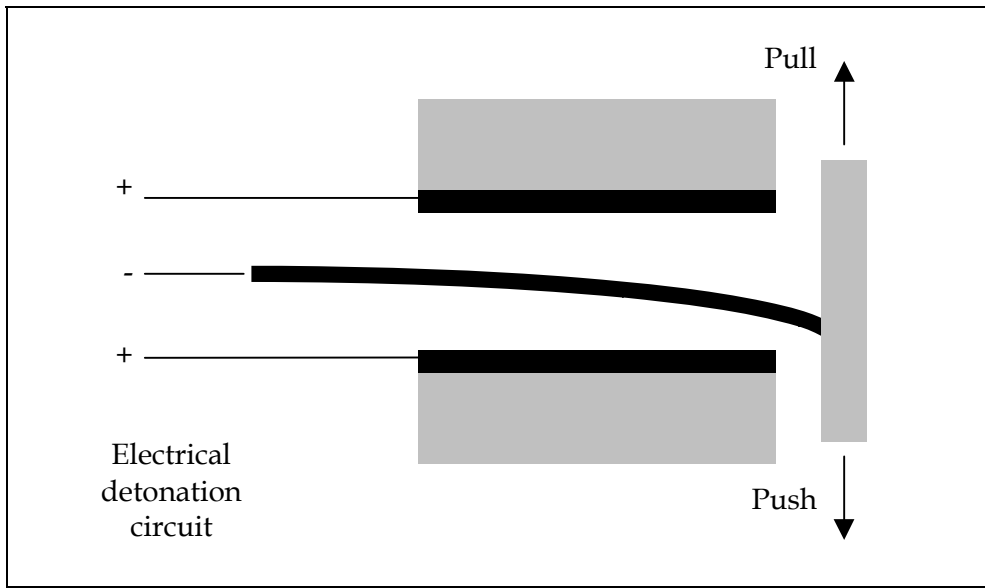 Pull
+
-
+
Electrical
detonation
circuit
Push